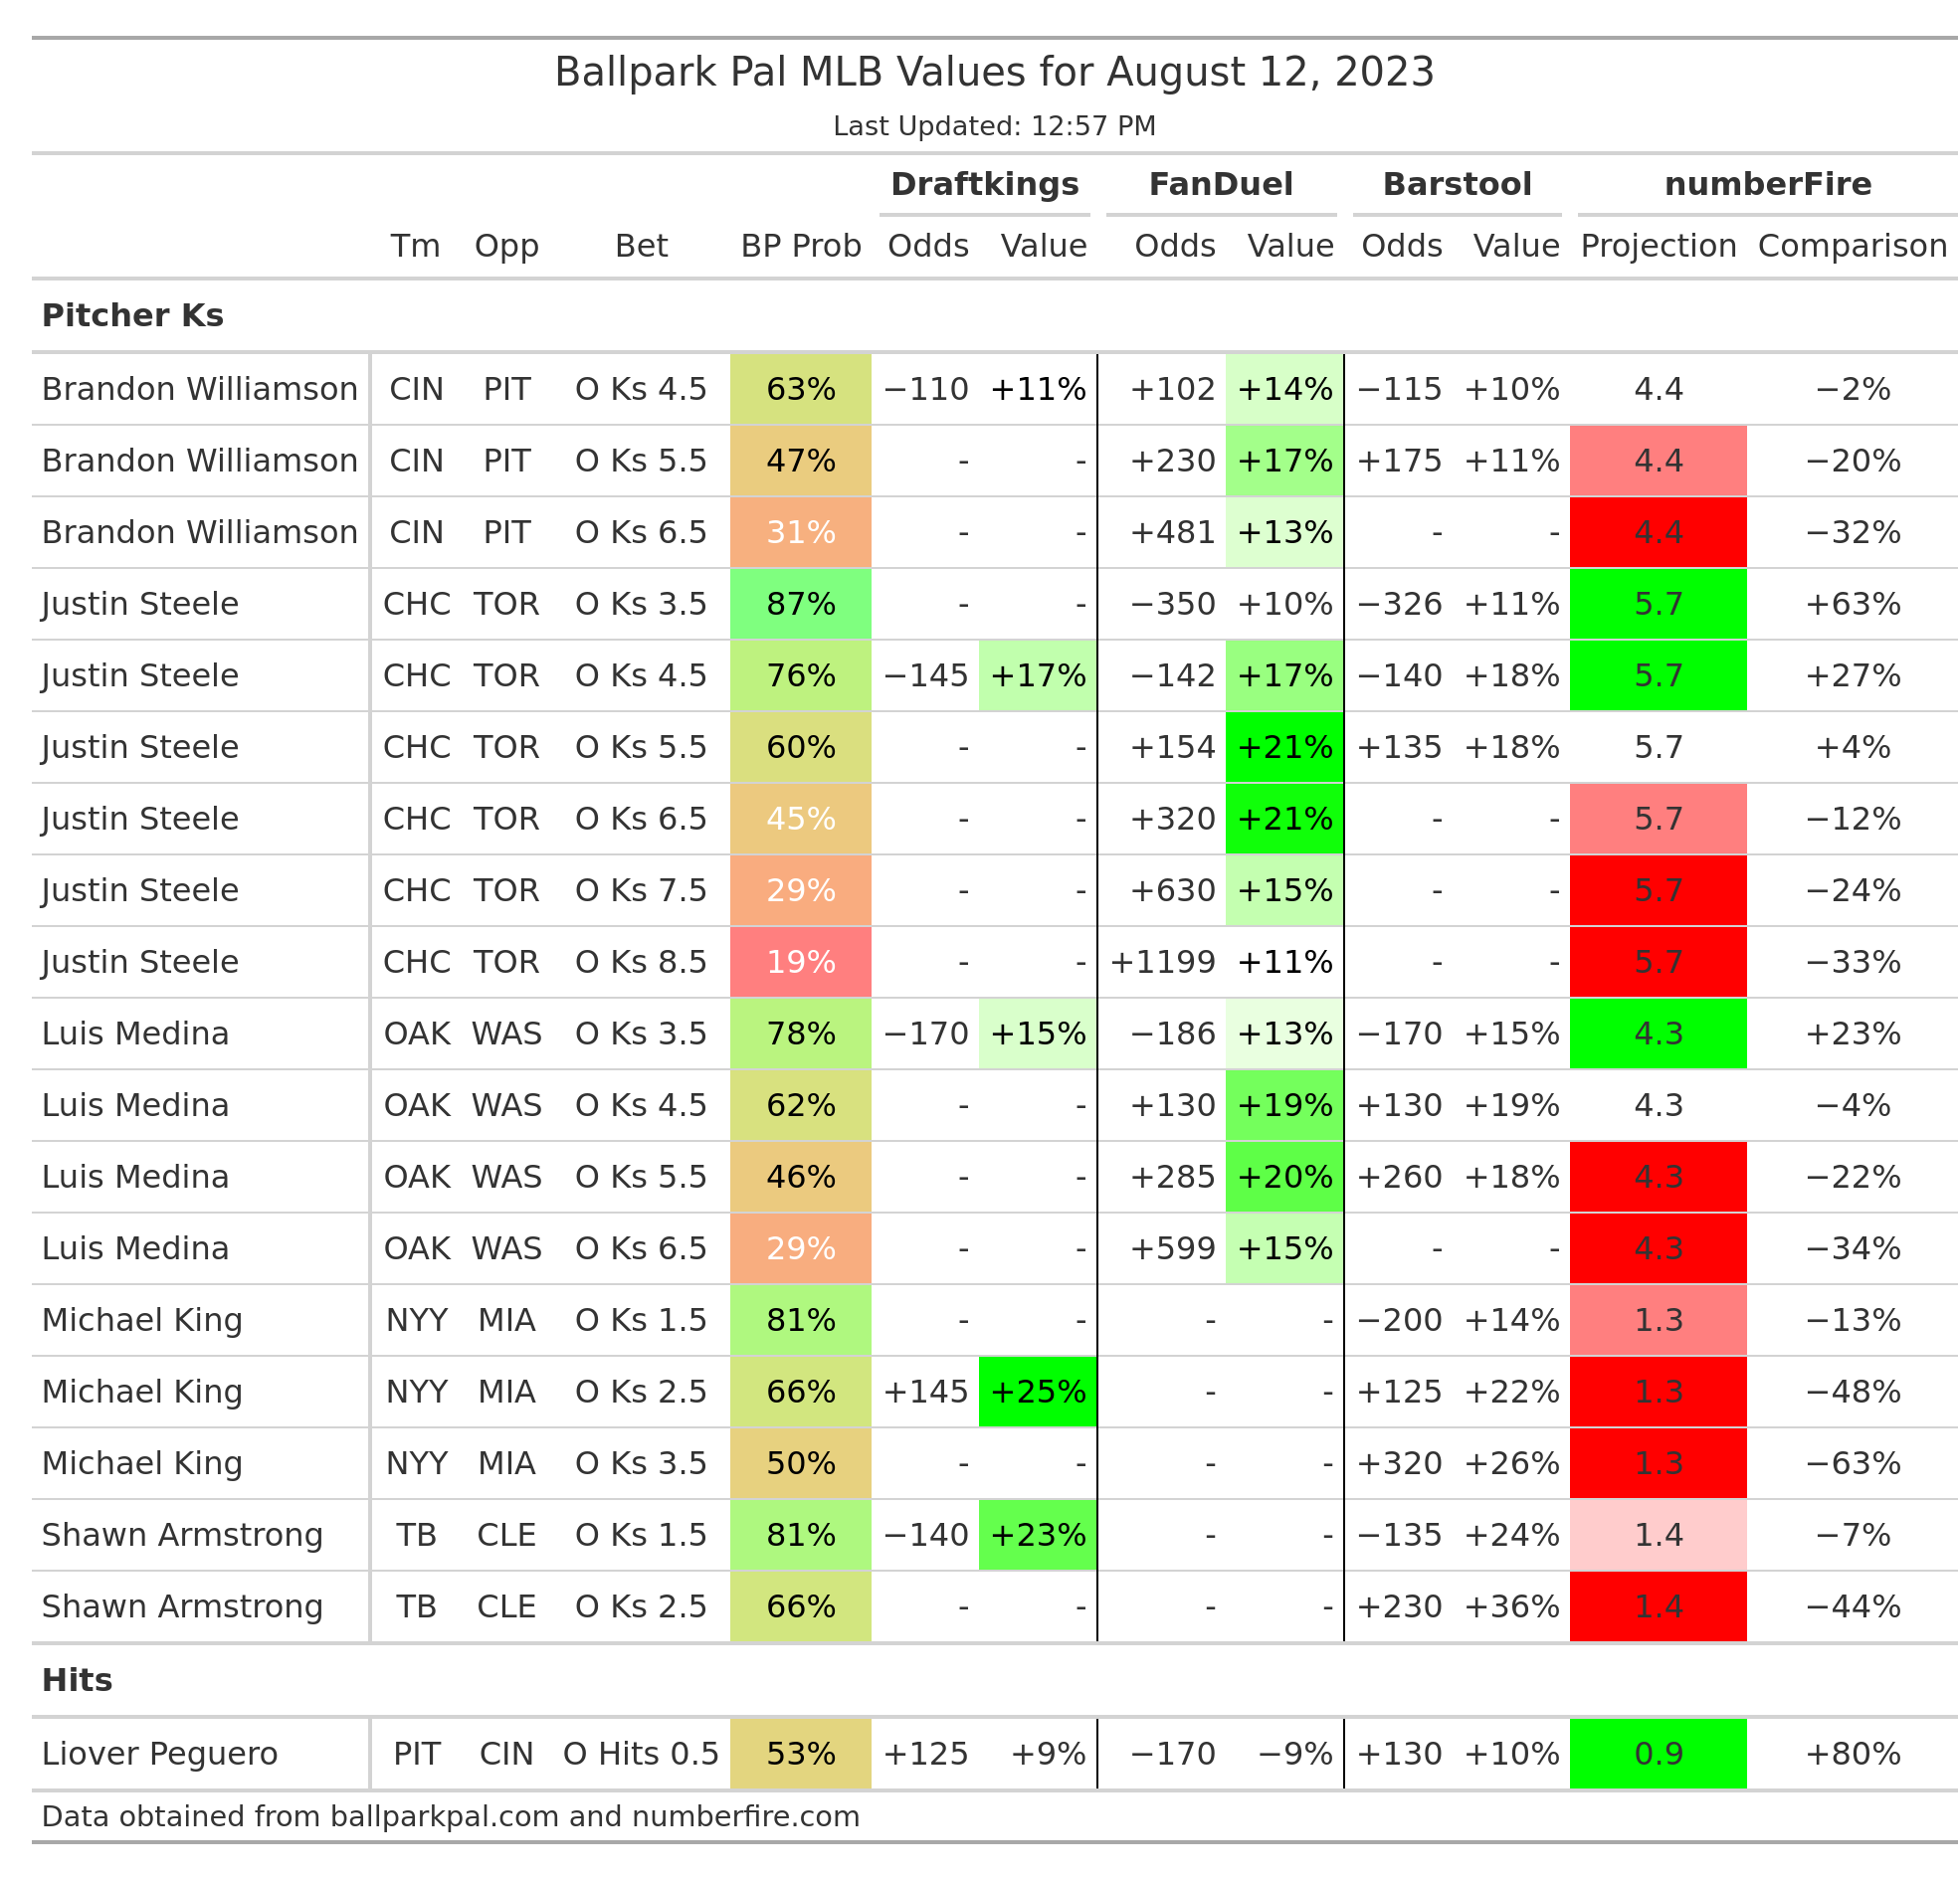 Ballpark Pal MLB Values for August 12, 2023
Last Updated: 12:57 PM
Draftkings FanDuel Barstool numberFire
Tm Opp Bet BP Prob Odds Value Odds Value Odds Value Projection Comparison
Pitcher Ks
Brandon Williamson CIN PIT O Ks 4.5 63% −110 +11% +102 +14% −115 +10% 4.4 −2%
Brandon Williamson CIN PIT O Ks 5.5 47% - - +230 +17% +175 +11% 4.4 −20%
Brandon Williamson CIN PIT O Ks 6.5 31% - - +481 +13% - - 4.4 −32%
Justin Steele CHC TOR O Ks 3.5 87% - - −350 +10% −326 +11% 5.7 +63%
Justin Steele CHC TOR O Ks 4.5 76% −145 +17% −142 +17% −140 +18% 5.7 +27%
Justin Steele CHC TOR O Ks 5.5 60% - - +154 +21% +135 +18% 5.7 +4%
Justin Steele CHC TOR O Ks 6.5 45% - - +320 +21% - - 5.7 −12%
Justin Steele CHC TOR O Ks 7.5 29% - - +630 +15% - - 5.7 −24%
Justin Steele CHC TOR O Ks 8.5 19% - - +1199 +11% - - 5.7 −33%
Luis Medina OAK WAS O Ks 3.5 78% −170 +15% −186 +13% −170 +15% 4.3 +23%
Luis Medina OAK WAS O Ks 4.5 62% - - +130 +19% +130 +19% 4.3 −4%
Luis Medina OAK WAS O Ks 5.5 46% - - +285 +20% +260 +18% 4.3 −22%
Luis Medina OAK WAS O Ks 6.5 29% - - +599 +15% - - 4.3 −34%
Michael King NYY MIA O Ks 1.5 81% - - - - −200 +14% 1.3 −13%
Michael King NYY MIA O Ks 2.5 66% +145 +25% - - +125 +22% 1.3 −48%
Michael King NYY MIA O Ks 3.5 50% - - - - +320 +26% 1.3 −63%
Shawn Armstrong TB CLE O Ks 1.5 81% −140 +23% - - −135 +24% 1.4 −7%
Shawn Armstrong TB CLE O Ks 2.5 66% - - - - +230 +36% 1.4 −44%
Hits
Liover Peguero PIT CIN O Hits 0.5 53% +125 +9% −170 −9% +130 +10% 0.9 +80%
Data obtained from ballparkpal.com and numberfire.com